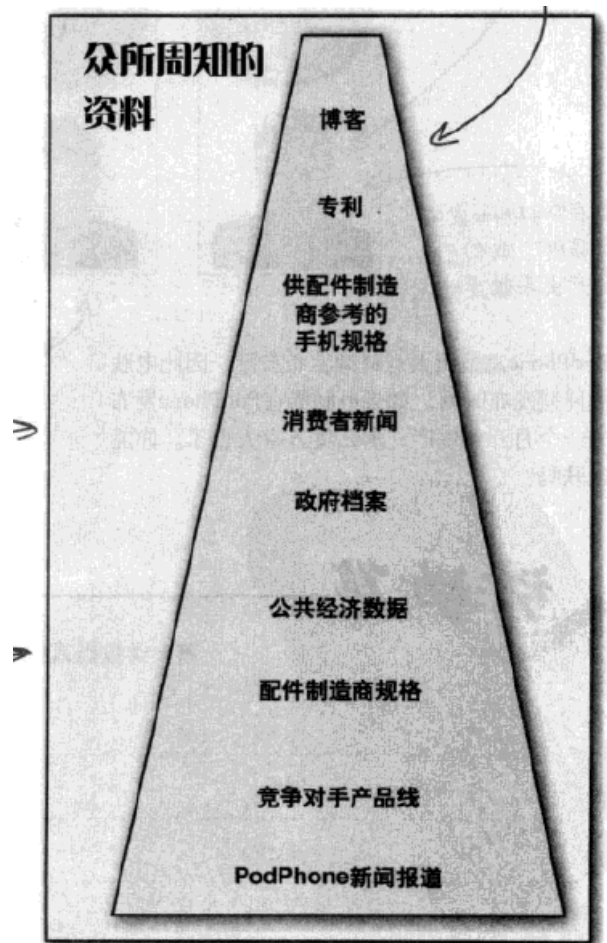 众所周知的
资料
博客
专利
供配件制造
商参考的
手机规格
消费者新闻
政府档案
公共经济数据
配件制造商规格
竞争对手产品线
PodPhone新闻报道